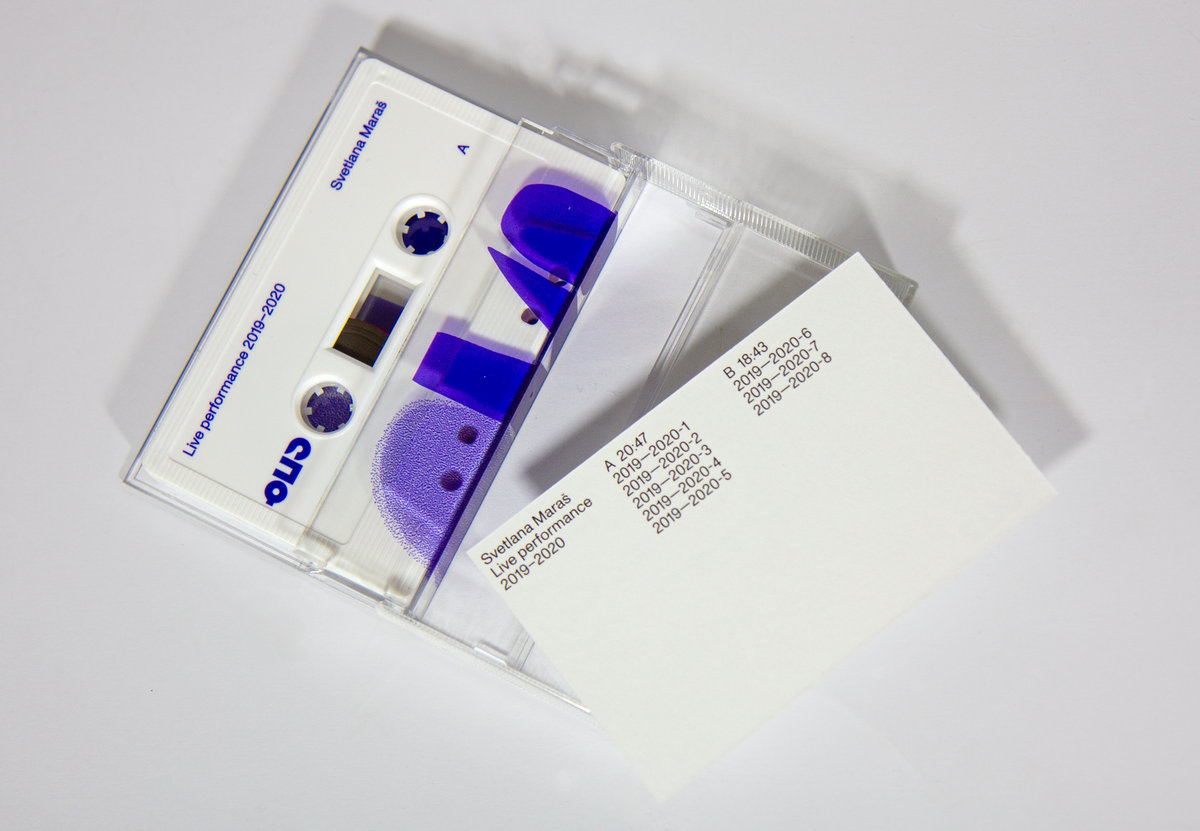 Svetlana Maraš
A
Live performance 2019–2020
Svetlana Maraš
Live performance
2019–2020
A 20:47
2019–2020-1
2019–2020-2
2019–2020-3
2019–2020-4
2019–2020-5
B 18:43
2019–2020-6
2019–2020-7
2019–2020-8